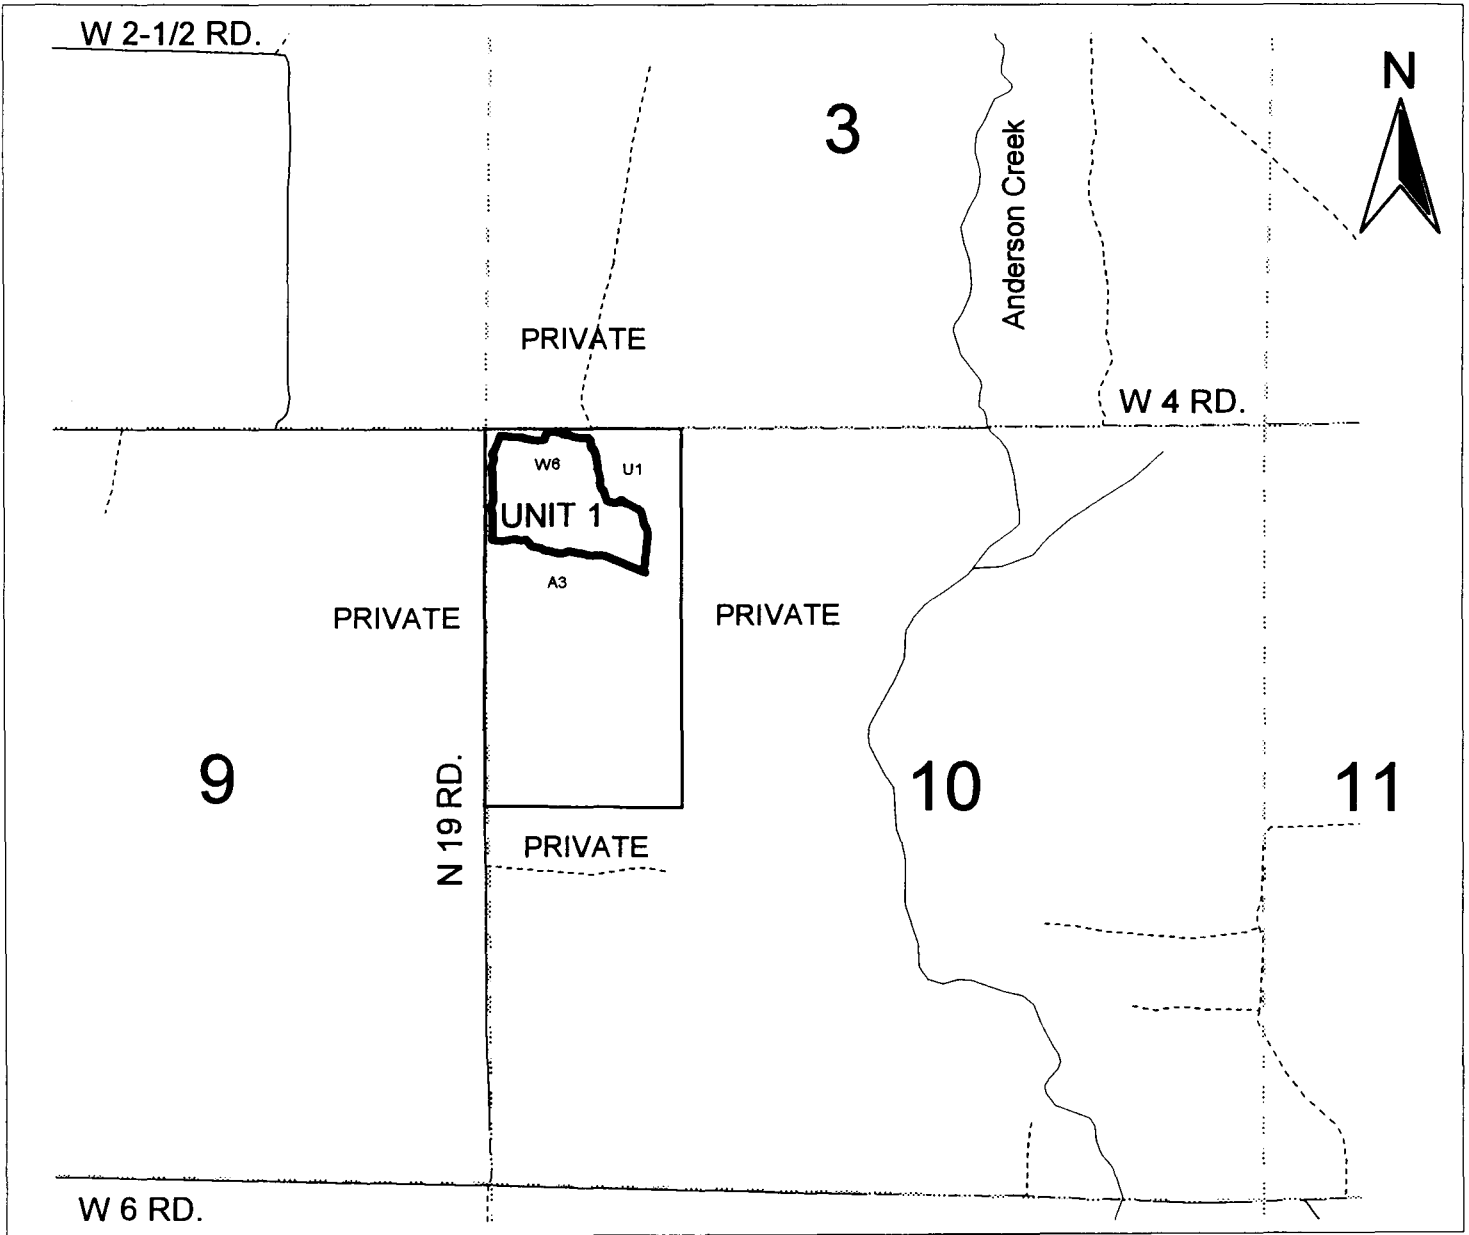 W 2-1/2 RD.
N
3
Anderson Creek
PRIVATE
W 4 RD.
W6
U1
UNIT 1
A3
PRIVATE
PRIVATE
9
N 19 RD.
10
11
PRIVATE
W 6 RD.